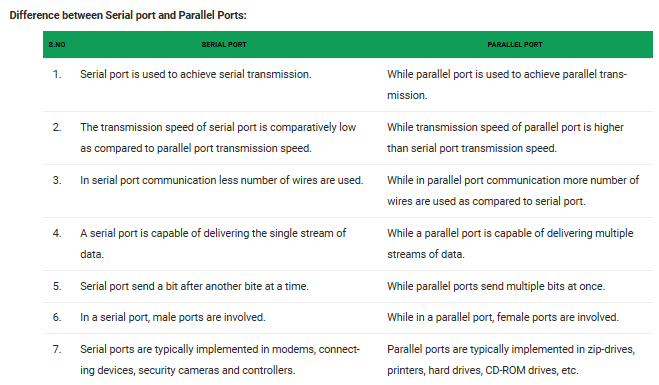 Difference between Serial port and Parallel Ports:
S.NO SERIAL PORT PARALLEL PORT
1. Serial port is used to achieve serial transmission. While parallel port is used to achieve parallel trans-
mission.
2. The transmission speed of serial port is comparatively low While transmission speed of parallel port is higher
as compared to parallel port transmission speed. than serial port transmission speed.
3. In serial port communication less number of wires are used. While in parallel port communication more number of
wires are used as compared to serial port.
4. A serial port is capable of delivering the single stream of While a parallel port is capable of delivering multiple
data. streams of data.
5. Serial port send a bit after another bite at a time. While parallel ports send multiple bits at once.
6. In a serial port, male ports are involved. While in a parallel port, female ports are involved.
7. Serial ports are typically implemented in modems, connect- Parallel ports are typically implemented in zip-drives,
ing devices, security cameras and controllers. printers, hard drives, CD-ROM drives, etc.